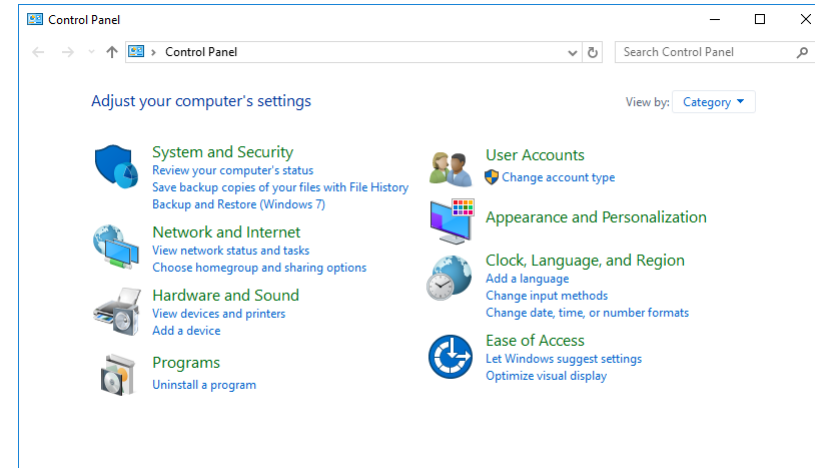 Control Panel
Control Panel
Search Control Panel
Adjust your computer's settings
View by: Category
System and Security
Review your computer's status
Save backup copies of your files with File History
Backup and Restore (Windows 7)
Network and Internet
View network status and tasks
Choose homegroup and sharing options
Hardware and Sound
View devices and printers
Add a device
Programs
Uninstall a program
User Accounts
Change account type
Appearance and Personalization
Clock, Language, and Region
Add a language
Change input methods
Change date, time, or number formats
Ease of Access
Let Windows suggest settings
Optimize visual display